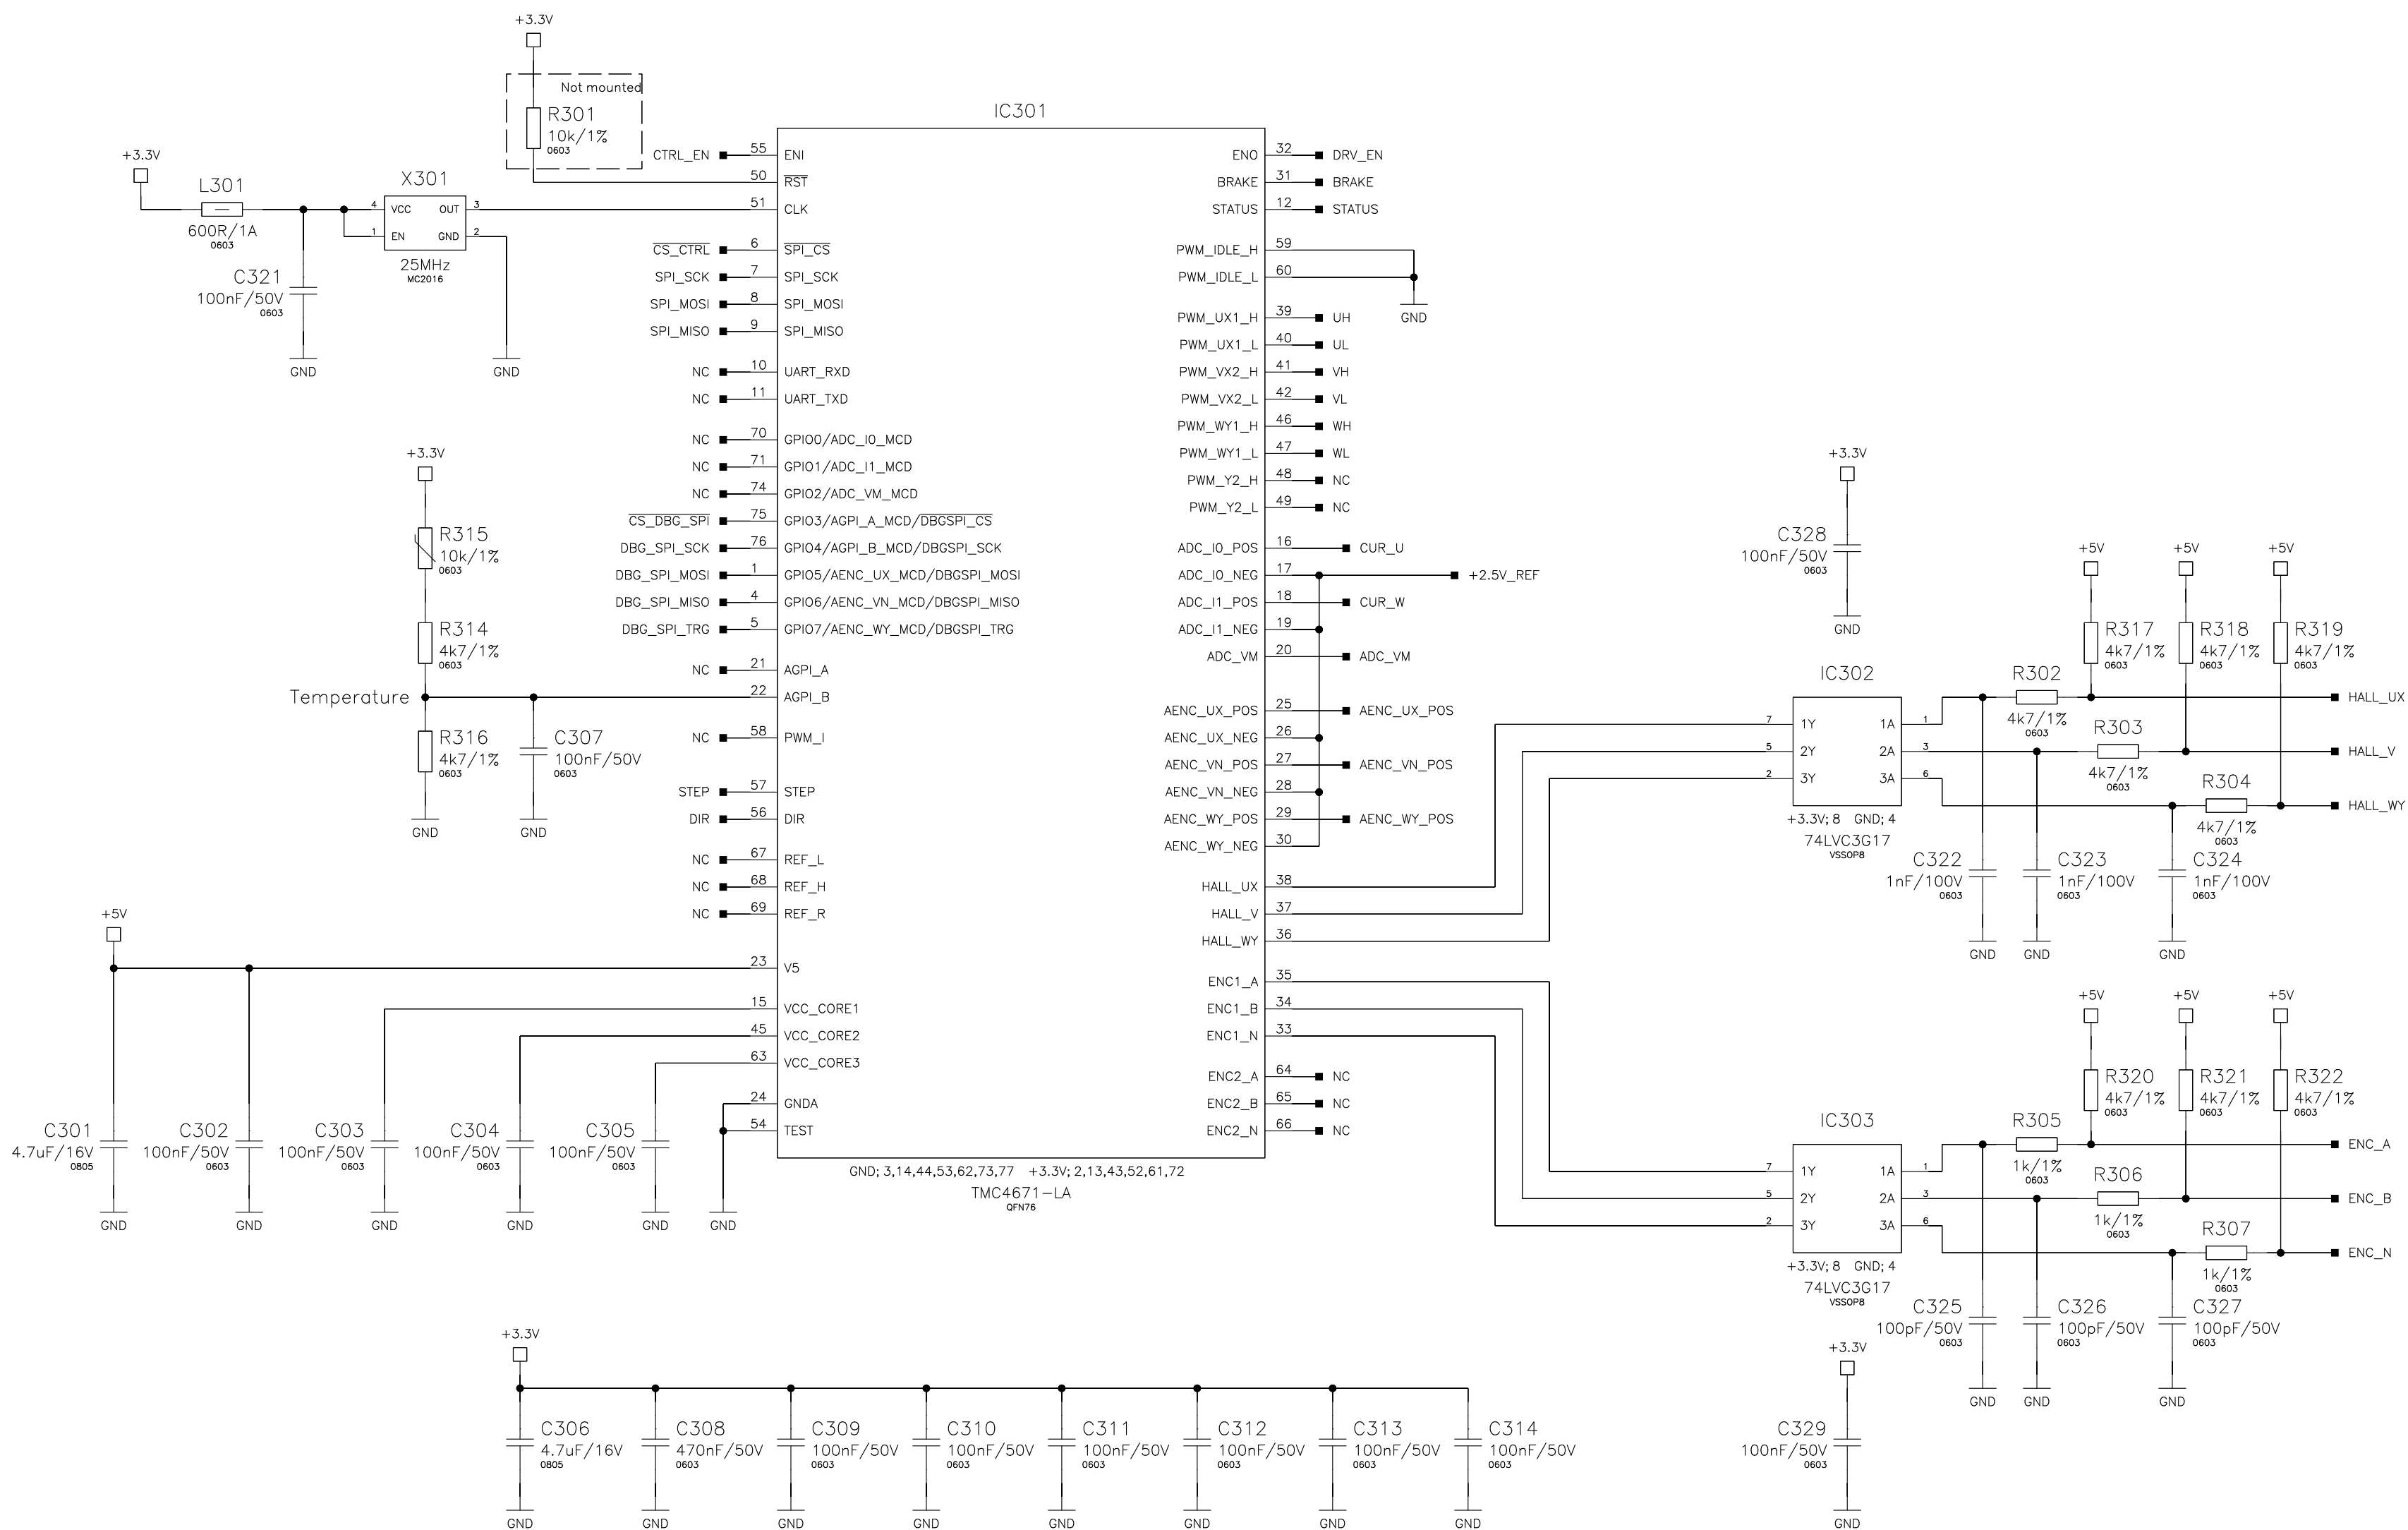 +3.3V
Not mounted
R301
10k/1%
0603
IC301
+3.3V
L301
600R/1A
0603
X301
4 VCC OUT 3
1 EN GND 2
25MHz
MC2016
C321
100nF/50V
0603
GND
GND
CTRL_EN 55 ENI
50 RST
51 CLK
CS_CTRL 6 SPI_CS
SPI_SCK 7 SPI_SCK
SPI_MOSI 8 SPI_MOSI
SPI_MISO 9 SPI_MISO
NC 10 UART_RXD
NC 11 UART_TXD
NC 70 GPIO0/ADC_I0_MCD
NC 71 GPIO1/ADC_I1_MCD
NC 74 GPIO2/ADC_VM_MCD
CS_DBG_SPI 75 GPIO3/AGPI_A_MCD/DBGSPI_CS
DBG_SPI_SCK 76 GPIO4/AGPI_B_MCD/DBGSPI_SCK
DBG_SPI_MOSI 1 GPIO5/AENC_UX_MCD/DBGSPI_MOSI
DBG_SPI_MISO 4 GPIO6/AENC_VN_MCD/DBGSPI_MISO
DBG_SPI_TRG 5 GPIO7/AENC_WY_MCD/DBGSPI_TRG
NC 21 AGPI_A
Temperature 22 AGPI_B
NC 58 PWM_I
STEP 57 STEP
DIR 56 DIR
NC 67 REF_L
NC 68 REF_H
NC 69 REF_R
23 V5
15 VCC_CORE1
45 VCC_CORE2
63 VCC_CORE3
24 GNDA
54 TEST
+3.3V
R315
10k/1%
0603
R314
4k7/1%
0603
R316
4k7/1%
0603
C307
100nF/50V
0603
GND
GND
+5V
C301
4.7uF/16V
0805
C302
100nF/50V
0603
C303
100nF/50V
0603
C304
100nF/50V
0603
C305
100nF/50V
0603
GND
GND
GND
GND
GND
GND
ENO 32 DRV_EN
BRAKE 31 BRAKE
STATUS 12 STATUS
PWM_IDLE_H 59
PWM_IDLE_L 60
GND
PWM_UX1_H 39 UH
PWM_UX1_L 40 UL
PWM_VX2_H 41 VH
PWM_VX2_L 42 VL
PWM_WY1_H 46 WH
PWM_WY1_L 47 WL
PWM_Y2_H 48 NC
PWM_Y2_L 49 NC
ADC_I0_POS 16 CUR_U
ADC_I0_NEG 17 +2.5V_REF
ADC_I1_POS 18 CUR_W
ADC_I1_NEG 19
ADC_VM 20 ADC_VM
AENC_UX_POS 25 AENC_UX_POS
AENC_UX_NEG 26
AENC_VN_POS 27 AENC_VN_POS
AENC_VN_NEG 28
AENC_WY_POS 29 AENC_WY_POS
AENC_WY_NEG 30
HALL_UX 38
HALL_V 37
HALL_WY 36
ENC1_A 35
ENC1_B 34
ENC1_N 33
ENC2_A 64 NC
ENC2_B 65 NC
ENC2_N 66 NC
GND; 3,14,44,53,62,73,77 +3.3V; 2,13,43,52,61,72
TMC4671-LA
QFN76
+3.3V
C328
100nF/50V
0603
GND
+5V
+5V
+5V
R317
4k7/1%
0603
R318
4k7/1%
0603
R319
4k7/1%
0603
IC302
7 1Y 1A 1
5 2Y 2A 3
2 3Y 3A 6
+3.3V; 8 GND; 4
74LVC3G17
VSSOP8
R302
4k7/1%
0603
HALL_UX
R303
4k7/1%
0603
HALL_V
R304
4k7/1%
0603
HALL_WY
C322
1nF/100V
0603
C323
1nF/100V
0603
C324
1nF/100V
0603
GND
GND
GND
+5V
+5V
+5V
R320
4k7/1%
0603
R321
4k7/1%
0603
R322
4k7/1%
0603
IC303
7 1Y 1A 1
5 2Y 2A 3
2 3Y 3A 6
+3.3V; 8 GND; 4
74LVC3G17
VSSOP8
R305
1k/1%
0603
ENC_A
R306
1k/1%
0603
ENC_B
R307
1k/1%
0603
ENC_N
C325
100pF/50V
0603
C326
100pF/50V
0603
C327
100pF/50V
0603
GND
GND
GND
+3.3V
C306
4.7uF/16V
0805
C308
470nF/50V
0603
C309
100nF/50V
0603
C310
100nF/50V
0603
C311
100nF/50V
0603
C312
100nF/50V
0603
C313
100nF/50V
0603
C314
100nF/50V
0603
GND
GND
GND
GND
GND
GND
GND
GND
+3.3V
C329
100nF/50V
0603
GND